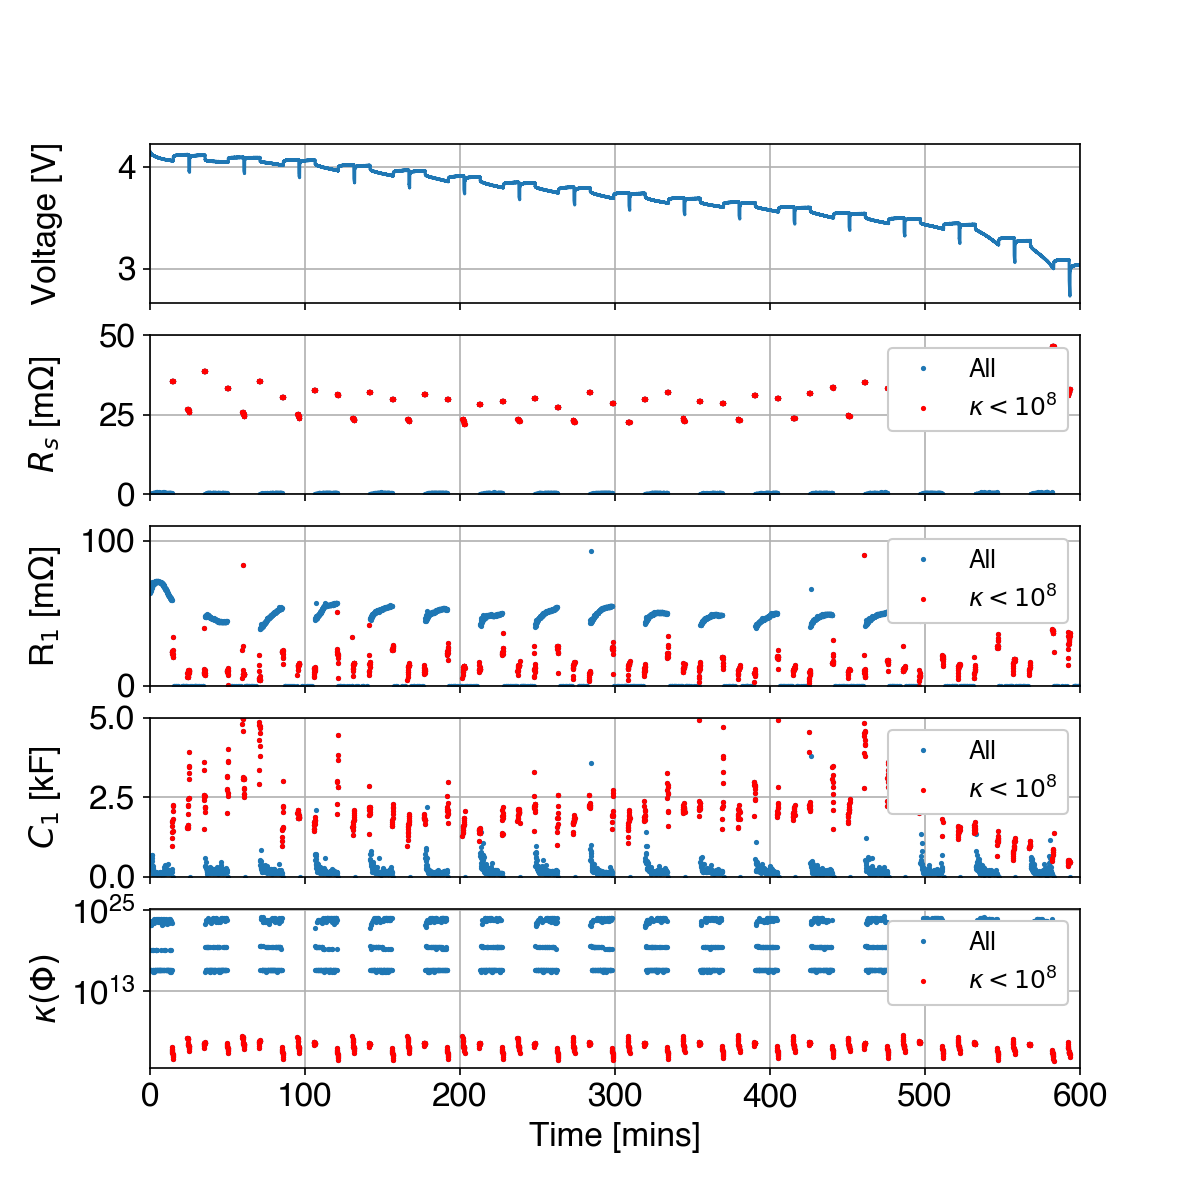 Voltage [V]
4
3
R_s [mΩ]
50
25
0
All
κ < 10^8
R_1 [mΩ]
100
0
All
κ < 10^8
C_1 [kF]
5.0
2.5
0.0
All
κ < 10^8
κ(Φ)
10^25
10^13
All
κ < 10^8
0 100 200 300 400 500 600
Time [mins]